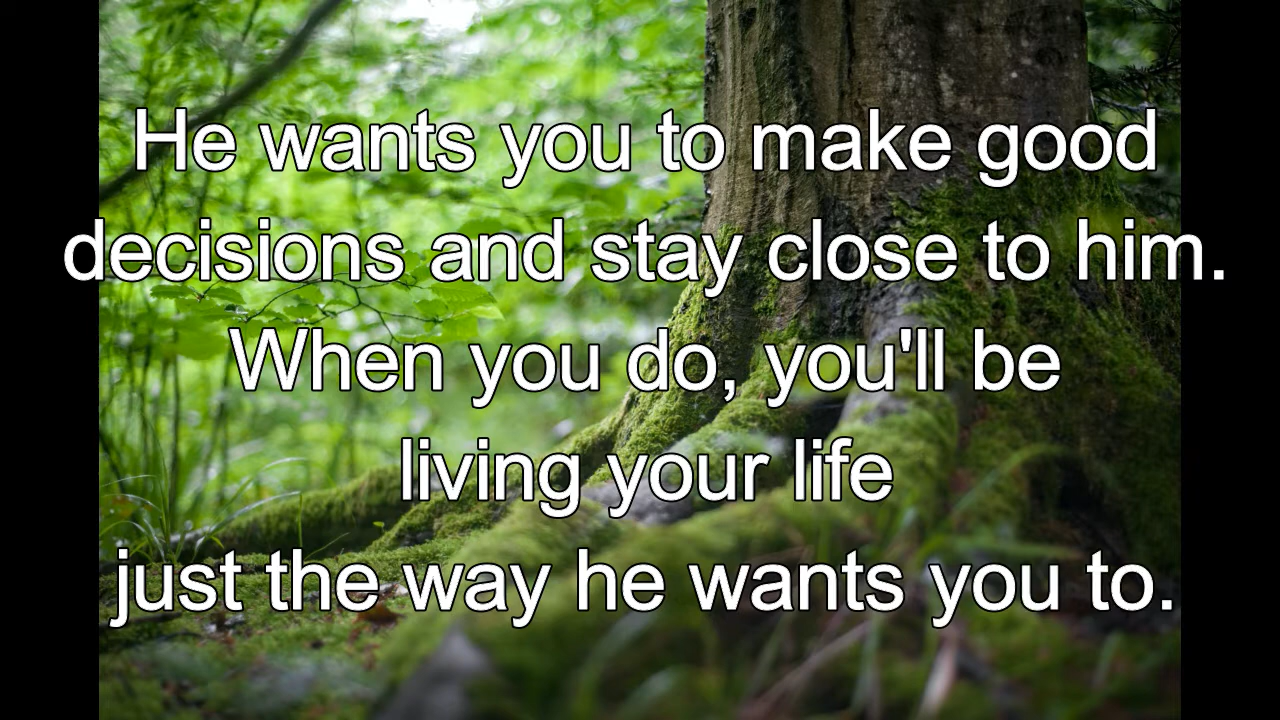 He wants you to make good
decisions and stay close to him.
When you do, you'll be
living your life
just the way he wants you to.